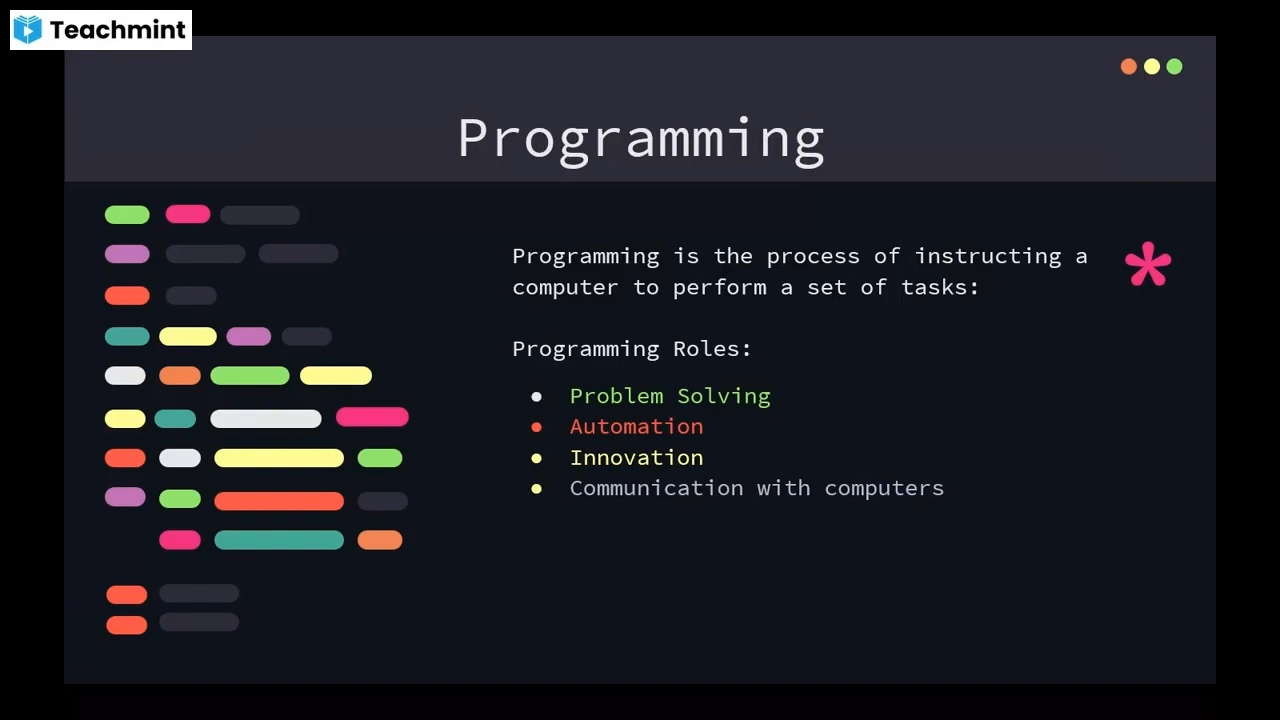 Teachmint
Programming
Programming is the process of instructing a
computer to perform a set of tasks:
Programming Roles:
● Problem Solving
● Automation
● Innovation
● Communication with computers